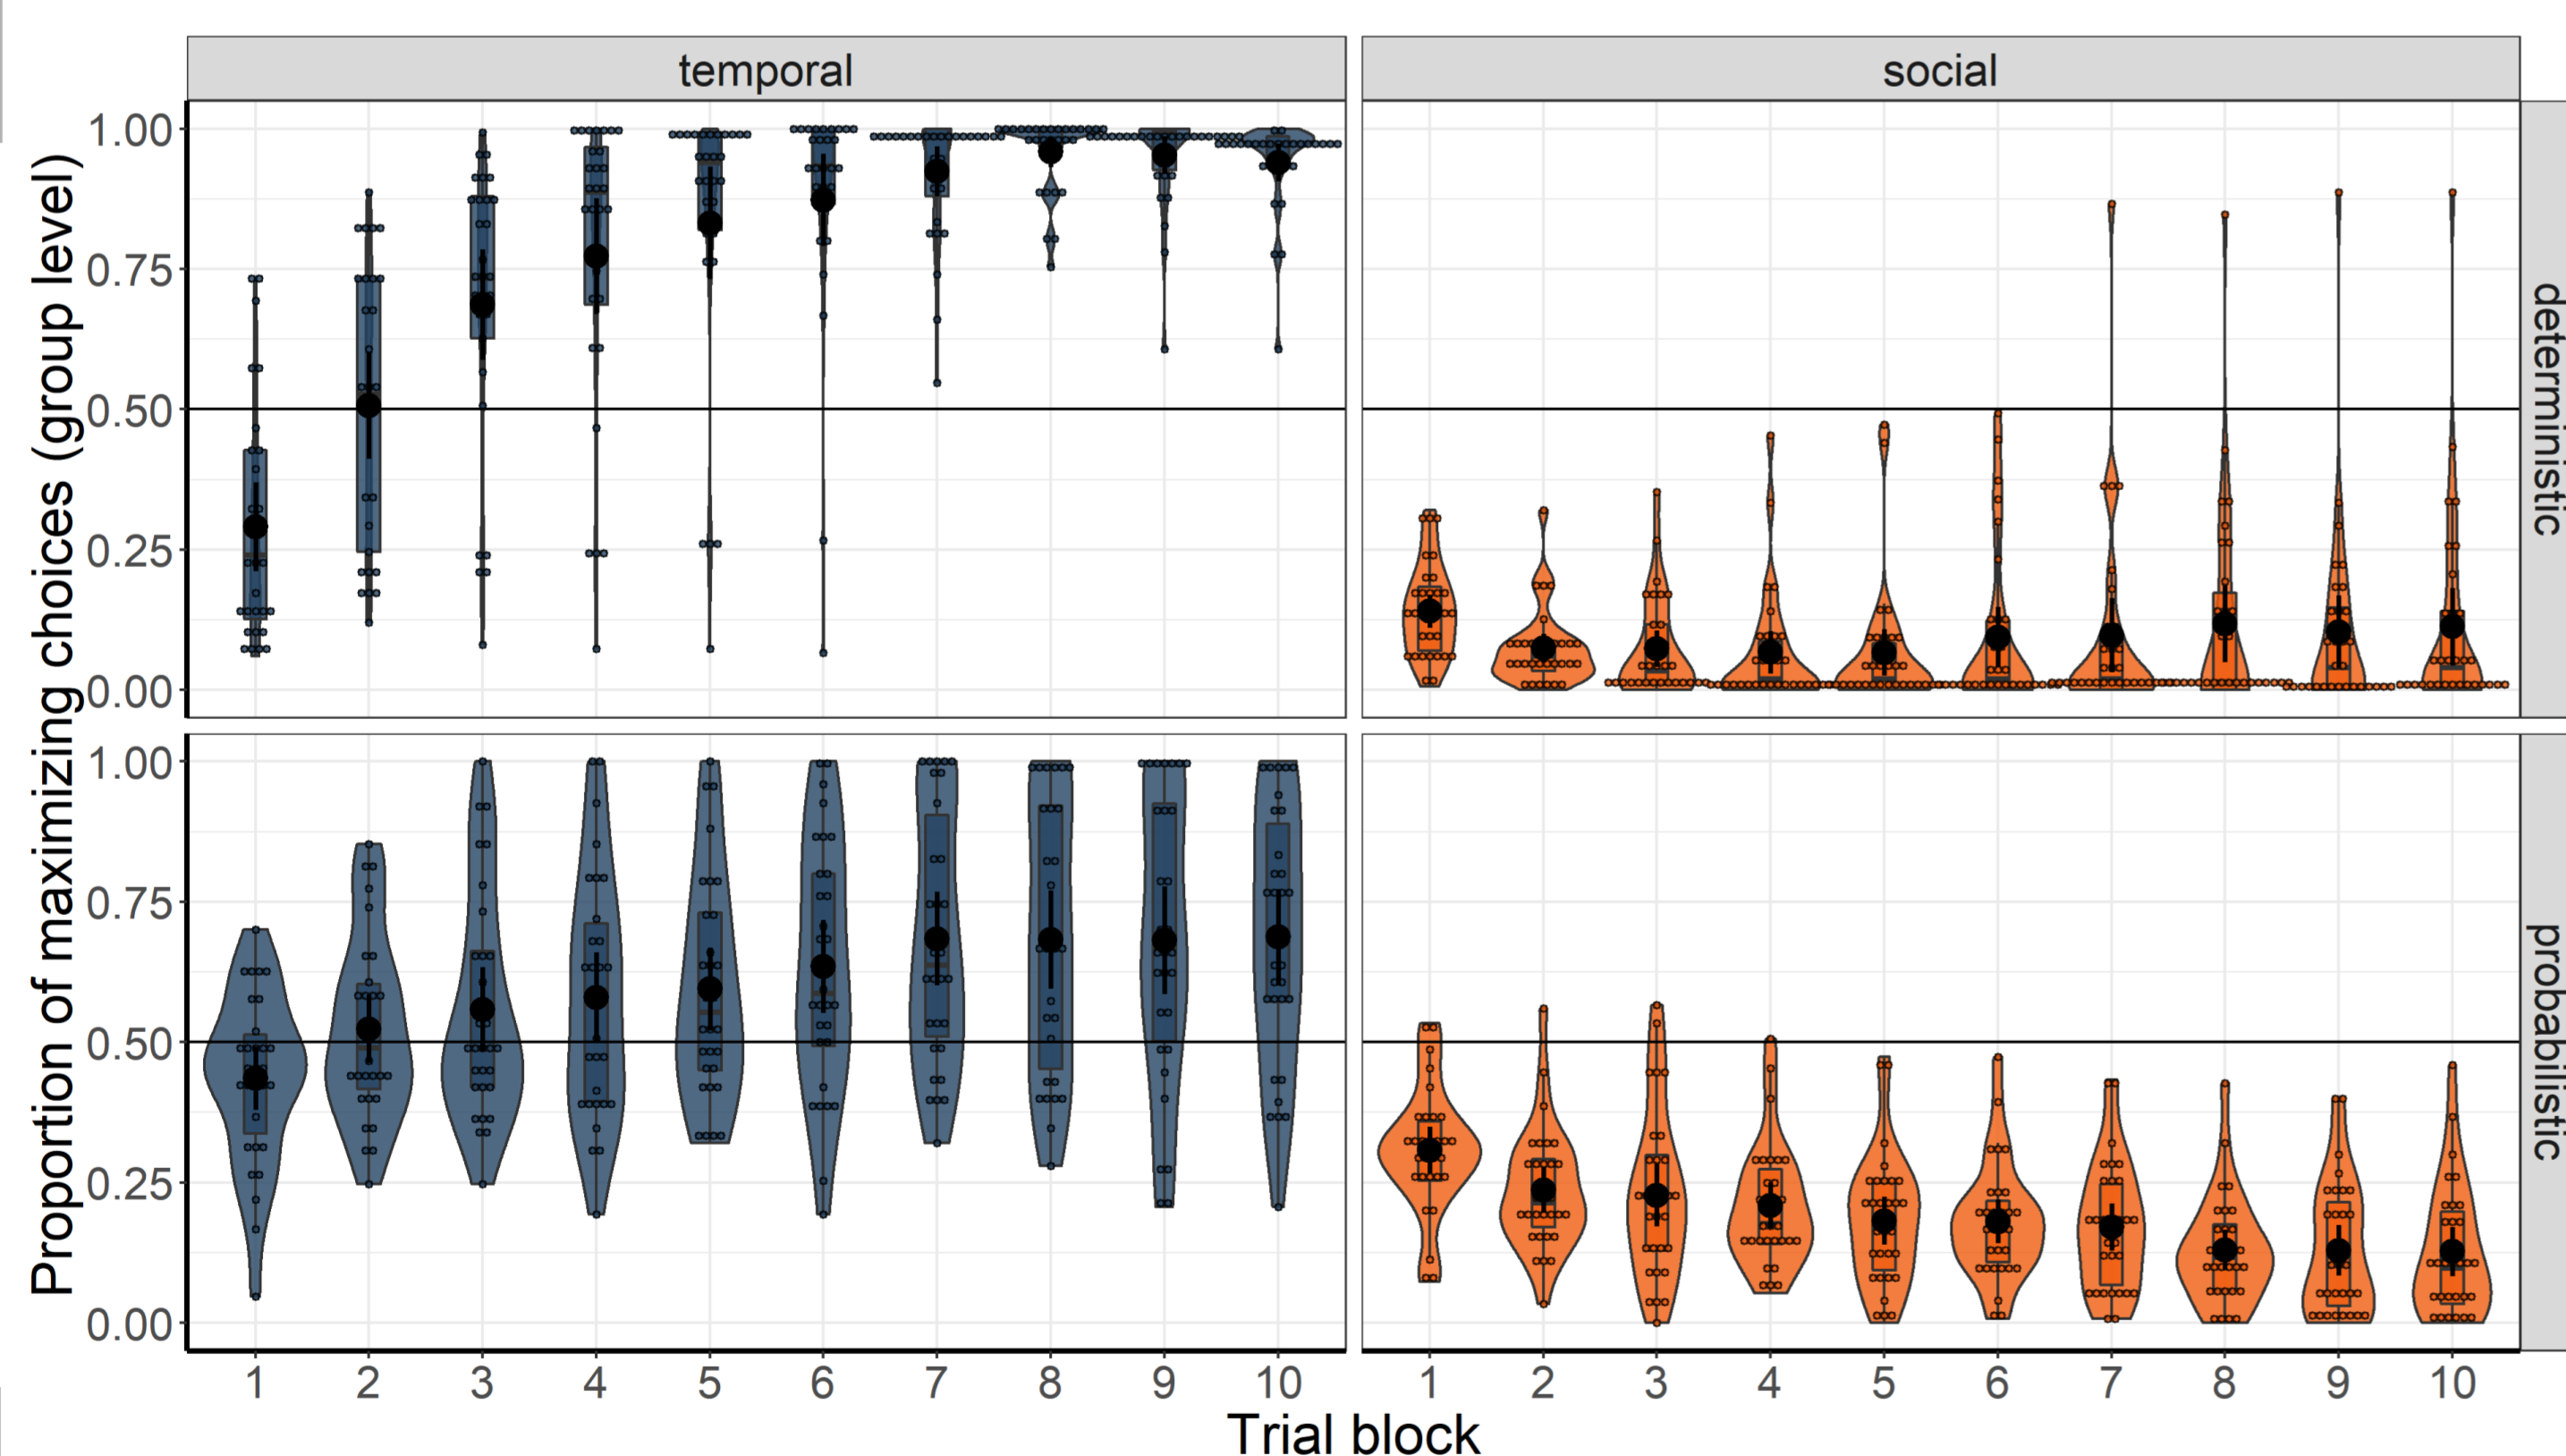 temporal
social
Proportion of maximizing choices (group level)
1.00
0.75
0.50
0.25
0.00
deterministic
1.00
0.75
0.50
0.25
0.00
probabilistic
1 2 3 4 5 6 7 8 9 10
1 2 3 4 5 6 7 8 9 10
Trial block